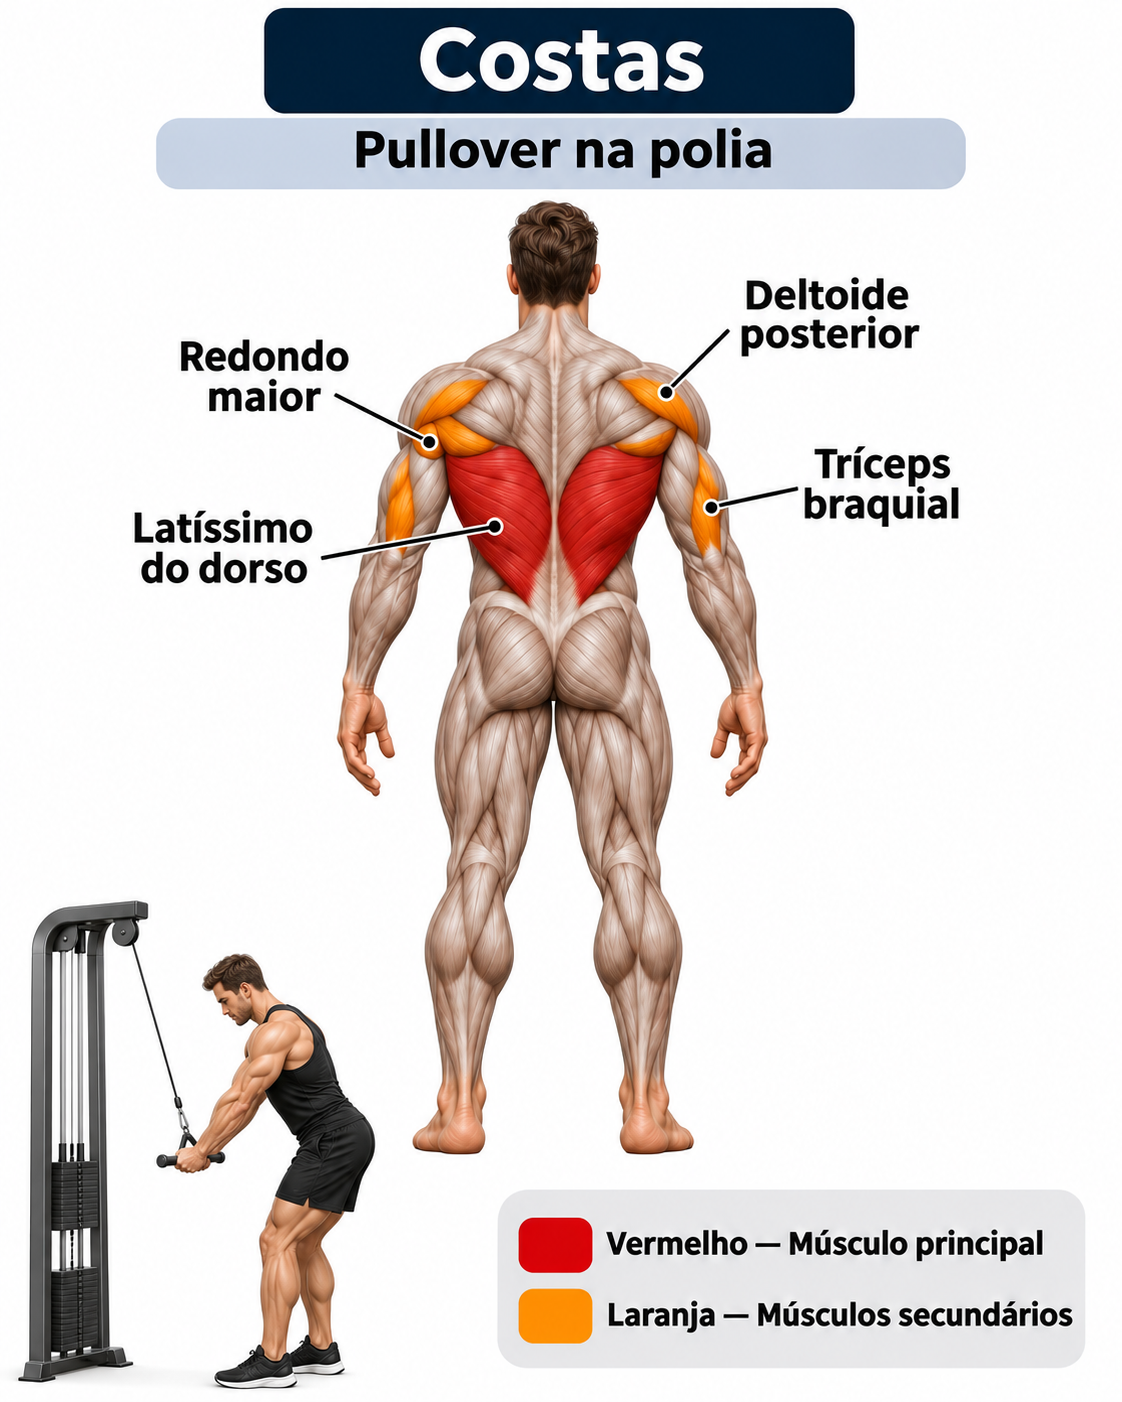 Costas
Pullover na polia
Deltoide
posterior
Redondo
maior
Tríceps
braquial
Latíssimo
do dorso
Vermelho — Músculo principal
Laranja — Músculos secundários